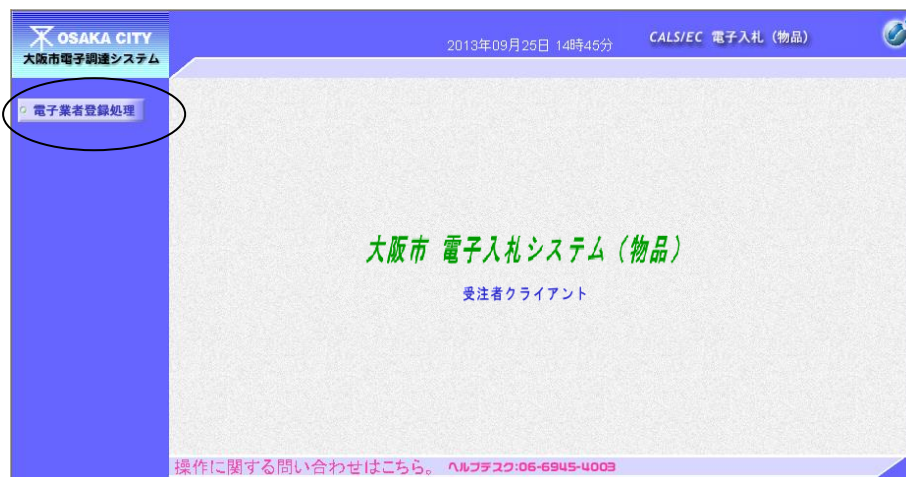 OSAKA CITY
大阪市電子調達システム
2013年09月25日 14時45分
CALS/EC 電子入札（物品）
電子業者登録処理
大阪市 電子入札システム（物品）
受注者クライアント
操作に関する問い合わせはこちら。 ヘルプデスク:06-6945-4003